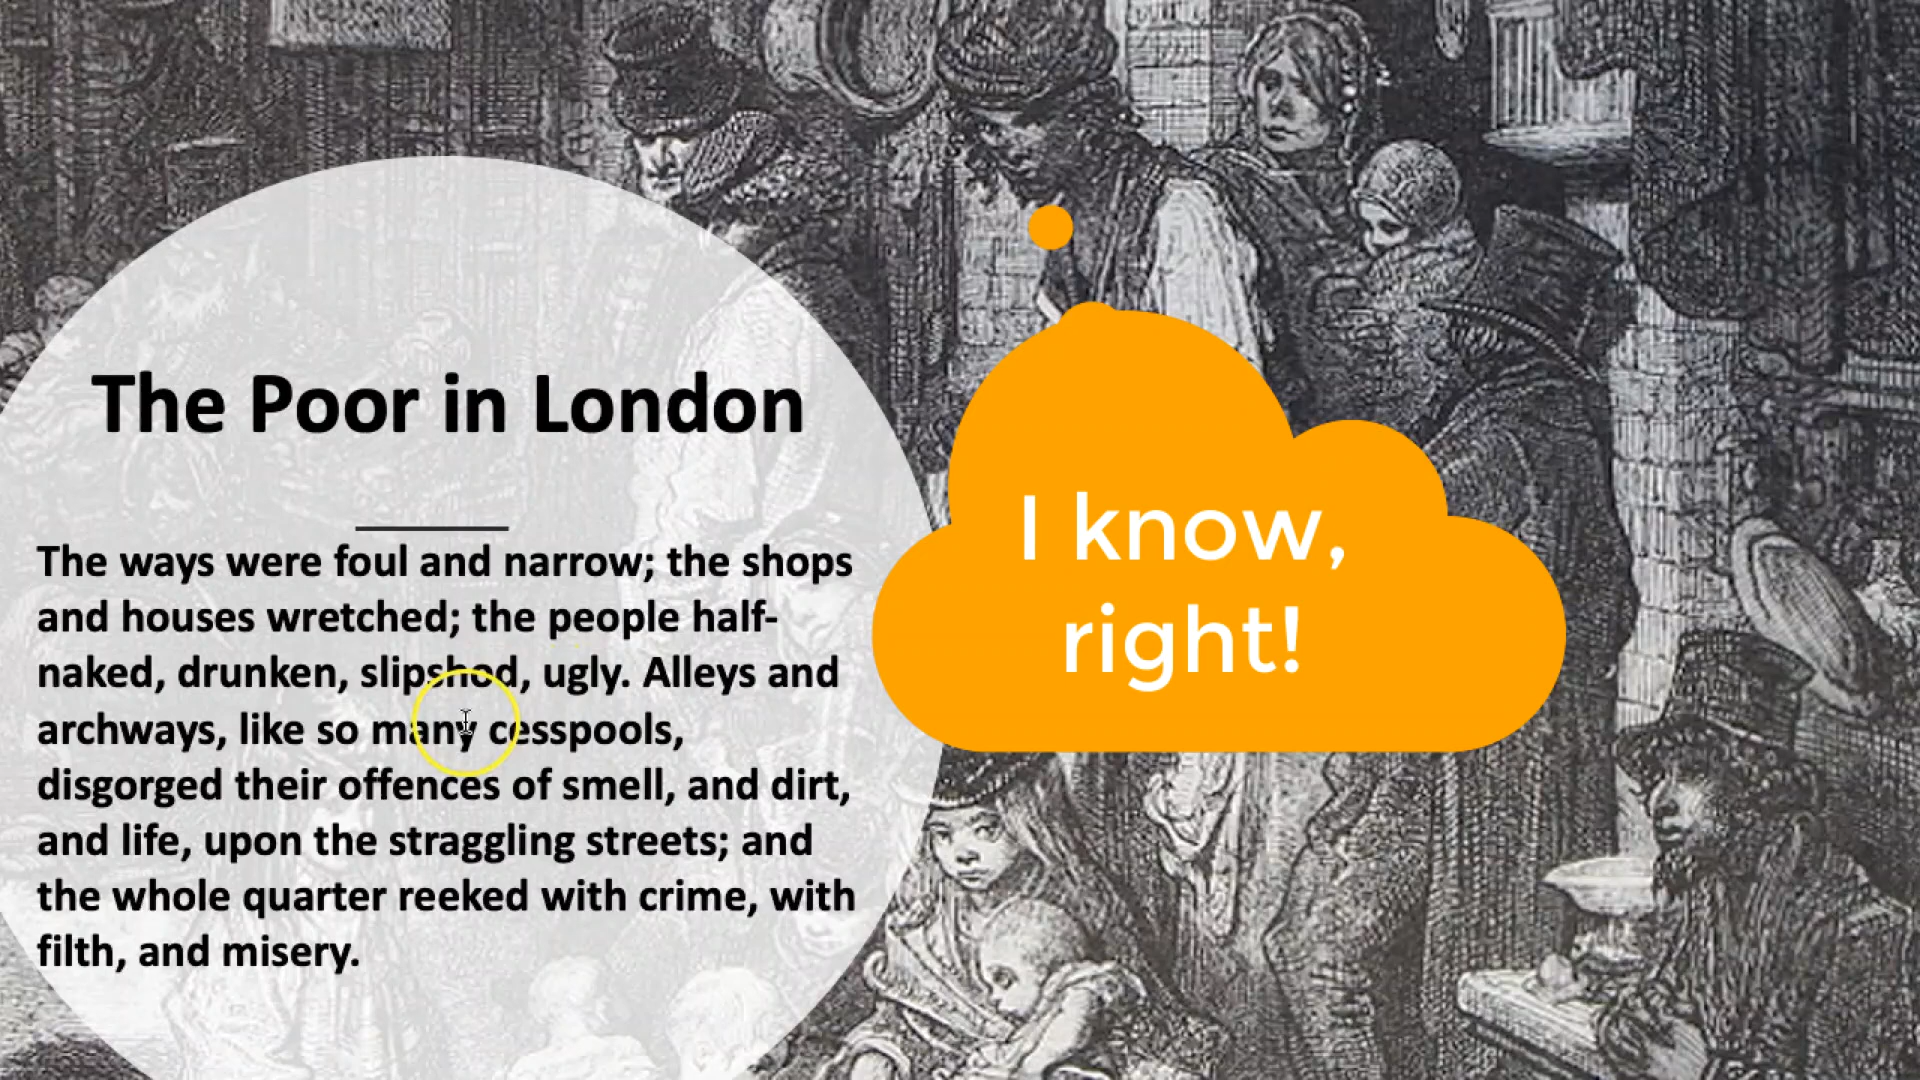 The Poor in London
The ways were foul and narrow; the shops
and houses wretched; the people half-
naked, drunken, slipshod, ugly. Alleys and
archways, like so many cesspools,
disgorged their offences of smell, and dirt,
and life, upon the straggling streets; and
the whole quarter reeked with crime, with
filth, and misery.
I know,
right!